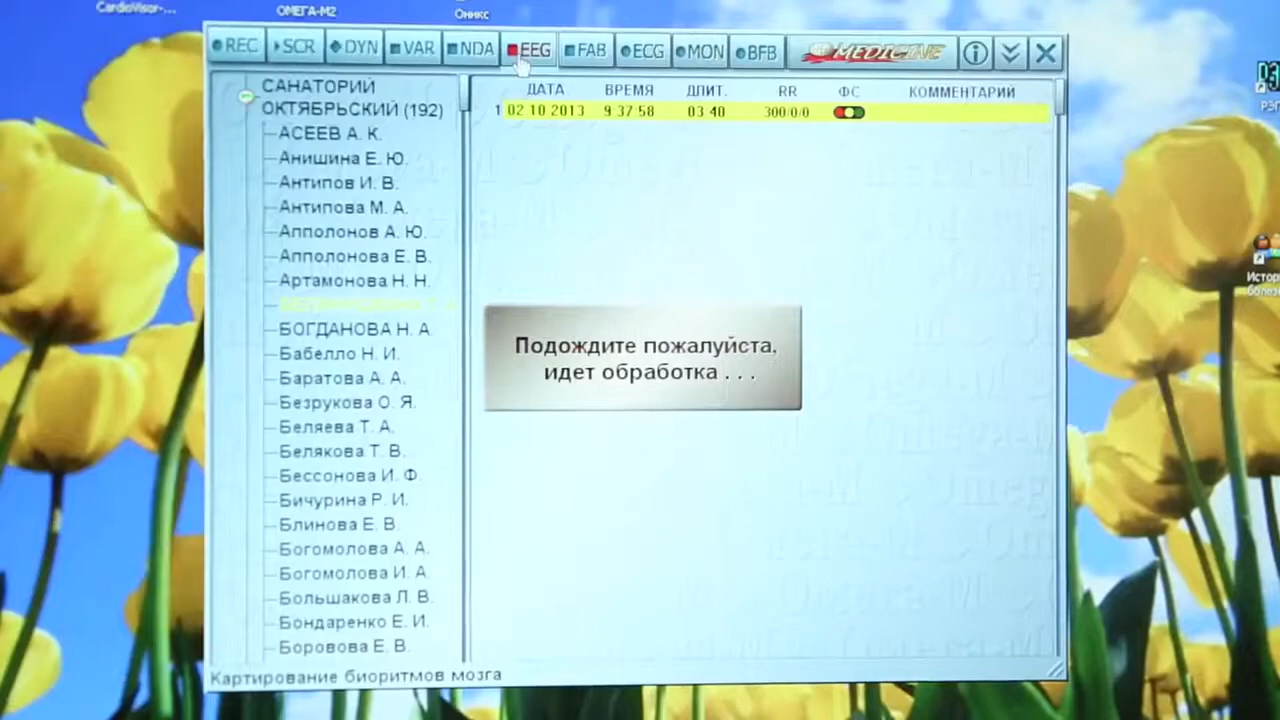 CardioVisor-...
ОМЕГА-М2
Оникс
REC SCR DYN VAR NDA EEG FAB ECG MON BFB MEDICINE
САНАТОРИЙ
ОКТЯБРЬСКИЙ (192)
АСЕЕВ А. К.
Анишина Е. Ю.
Антипов И. В.
Антипова М. А.
Апполонов А. Ю.
Апполонова Е. В.
Артамонова Н. Н.
БОГДАНОВА Н. А.
Бабелло Н. И.
Баратова А. А.
Безрукова О. Я.
Беляева Т. А.
Белякова Т. В.
Бессонова И. Ф.
Бичурина Р. И.
Блинова Е. В.
Богомолова А. А.
Богомолова И. А.
Большакова Л. В.
Бондаренко Е. И.
Боровова Е. В.
ДАТА ВРЕМЯ ДЛИТ. RR ФС КОММЕНТАРИЙ
1 02 10 2013 9 37 58 03 40 300/0/0
Подождите пожалуйста,
идет обработка . . .
Картирование биоритмов мозга